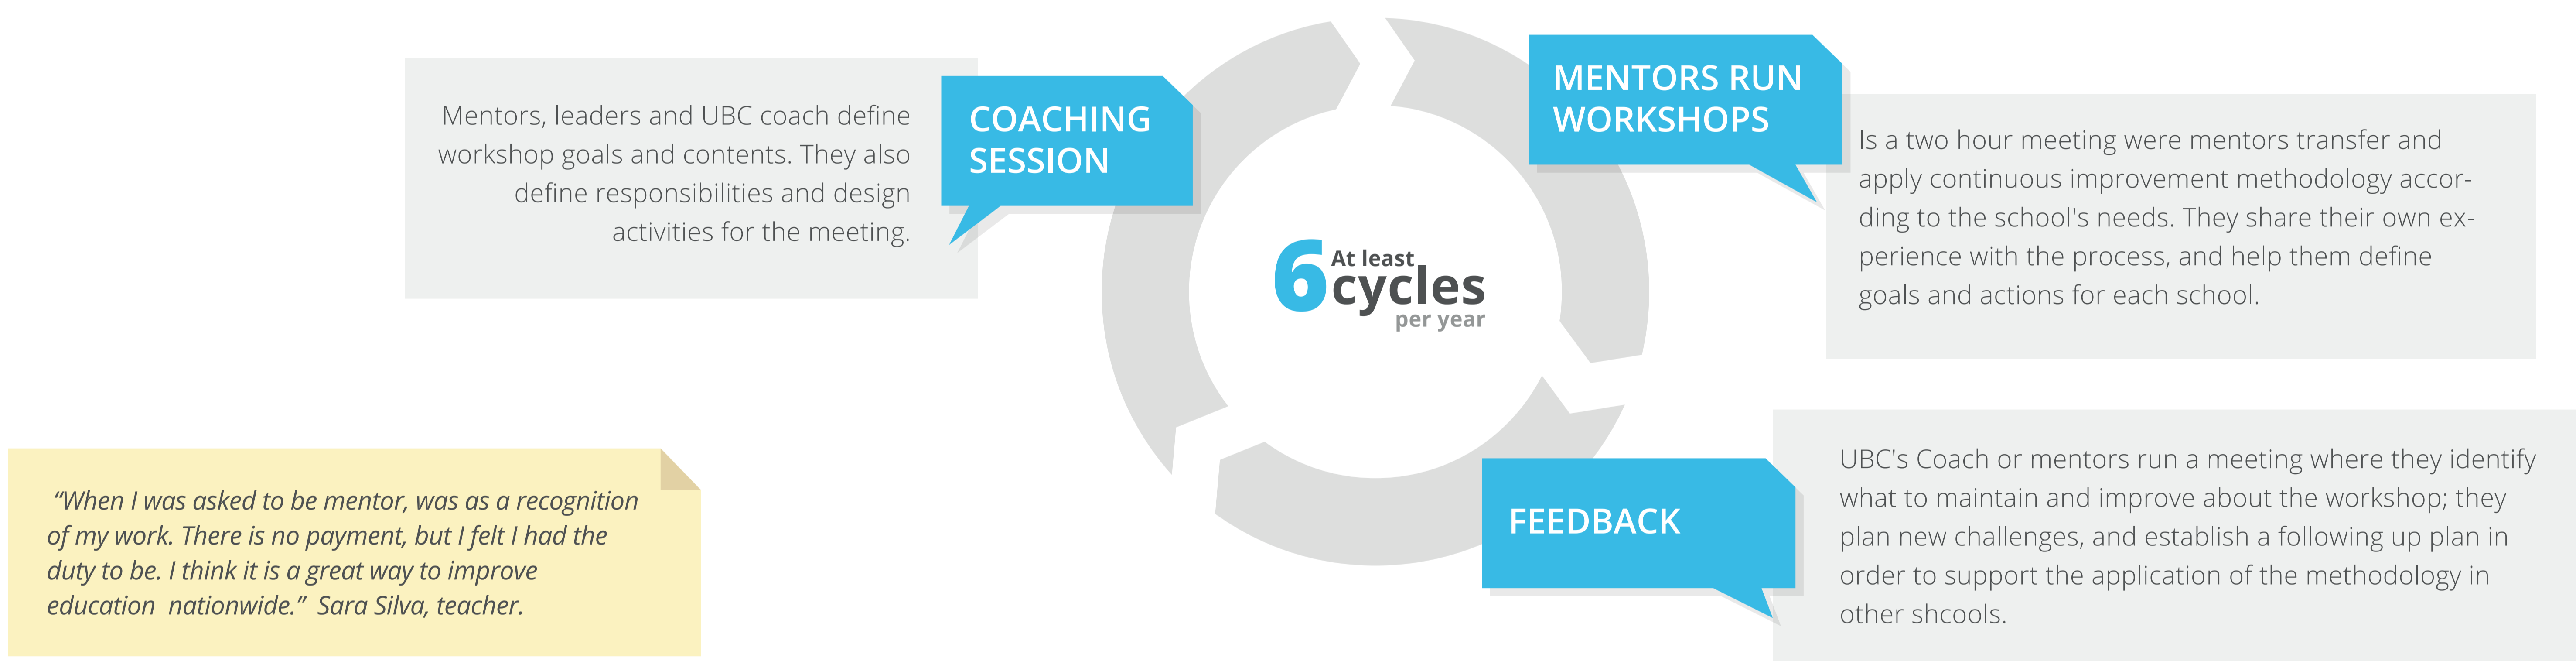 COACHING
SESSION
Mentors, leaders and UBC coach define
workshop goals and contents. They also
define responsibilities and design
activities for the meeting.
MENTORS RUN
WORKSHOPS
Is a two hour meeting were mentors transfer and
apply continuous improvement methodology accor-
ding to the school's needs. They share their own ex-
perience with the process, and help them define
goals and actions for each school.
6 At least
cycles
per year
FEEDBACK
UBC's Coach or mentors run a meeting where they identify
what to maintain and improve about the workshop; they
plan new challenges, and establish a following up plan in
order to support the application of the methodology in
other shcools.
“When I was asked to be mentor, was as a recognition
of my work. There is no payment, but I felt I had the
duty to be. I think it is a great way to improve
education nationwide.” Sara Silva, teacher.